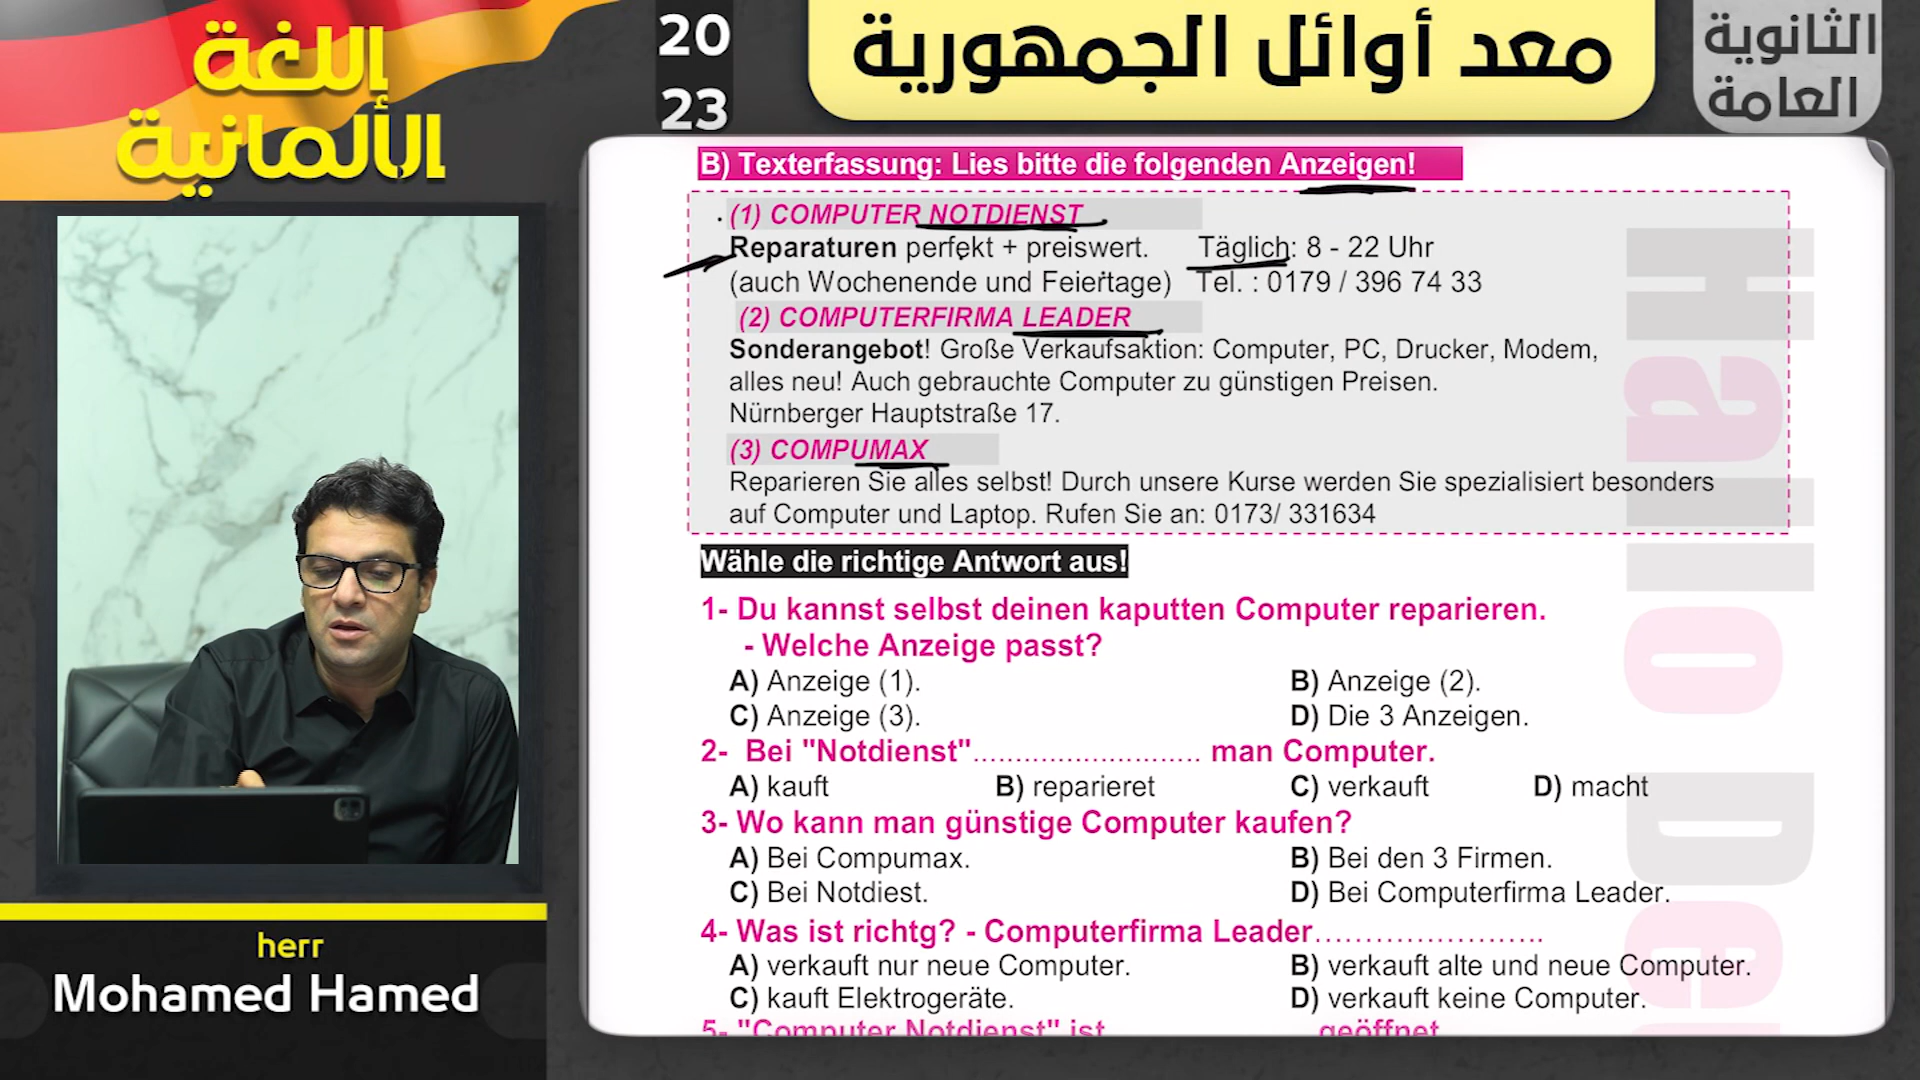 اللغة
الألمانية
20
23
معد أوائل الجمهورية
الثانوية
العامة
B) Texterfassung: Lies bitte die folgenden Anzeigen!
(1) COMPUTER NOTDIENST
Reparaturen perfekt + preiswert. Täglich: 8 - 22 Uhr
(auch Wochenende und Feiertage) Tel. : 0179 / 396 74 33
(2) COMPUTERFIRMA LEADER
Sonderangebot! Große Verkaufsaktion: Computer, PC, Drucker, Modem,
alles neu! Auch gebrauchte Computer zu günstigen Preisen.
Nürnberger Hauptstraße 17.
(3) COMPUMAX
Reparieren Sie alles selbst! Durch unsere Kurse werden Sie spezialisiert besonders
auf Computer und Laptop. Rufen Sie an: 0173/ 331634
Wähle die richtige Antwort aus!
1- Du kannst selbst deinen kaputten Computer reparieren.
- Welche Anzeige passt?
A) Anzeige (1). B) Anzeige (2).
C) Anzeige (3). D) Die 3 Anzeigen.
2- Bei "Notdienst"........................... man Computer.
A) kauft B) reparieret C) verkauft D) macht
3- Wo kann man günstige Computer kaufen?
A) Bei Compumax. B) Bei den 3 Firmen.
C) Bei Notdiest. D) Bei Computerfirma Leader.
4- Was ist richtg? - Computerfirma Leader.......................
A) verkauft nur neue Computer. B) verkauft alte und neue Computer.
C) kauft Elektrogeräte. D) verkauft keine Computer.
5- "Computer Notdienst" ist geöffnet
Hallo De
herr
Mohamed Hamed